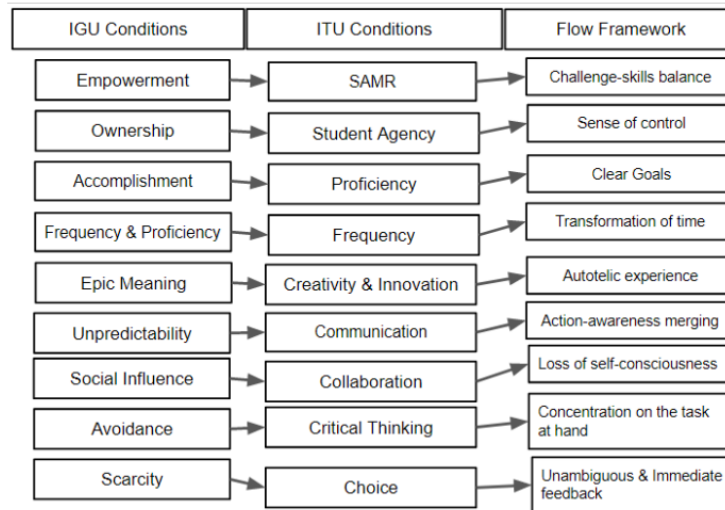 IGU Conditions
ITU Conditions
Flow Framework
Empowerment
SAMR
Challenge-skills balance
Ownership
Student Agency
Sense of control
Accomplishment
Proficiency
Clear Goals
Frequency & Proficiency
Frequency
Transformation of time
Epic Meaning
Creativity & Innovation
Autotelic experience
Unpredictability
Communication
Action-awareness merging
Social Influence
Collaboration
Loss of self-consciousness
Avoidance
Critical Thinking
Concentration on the task
at hand
Scarcity
Choice
Unambiguous & Immediate
feedback